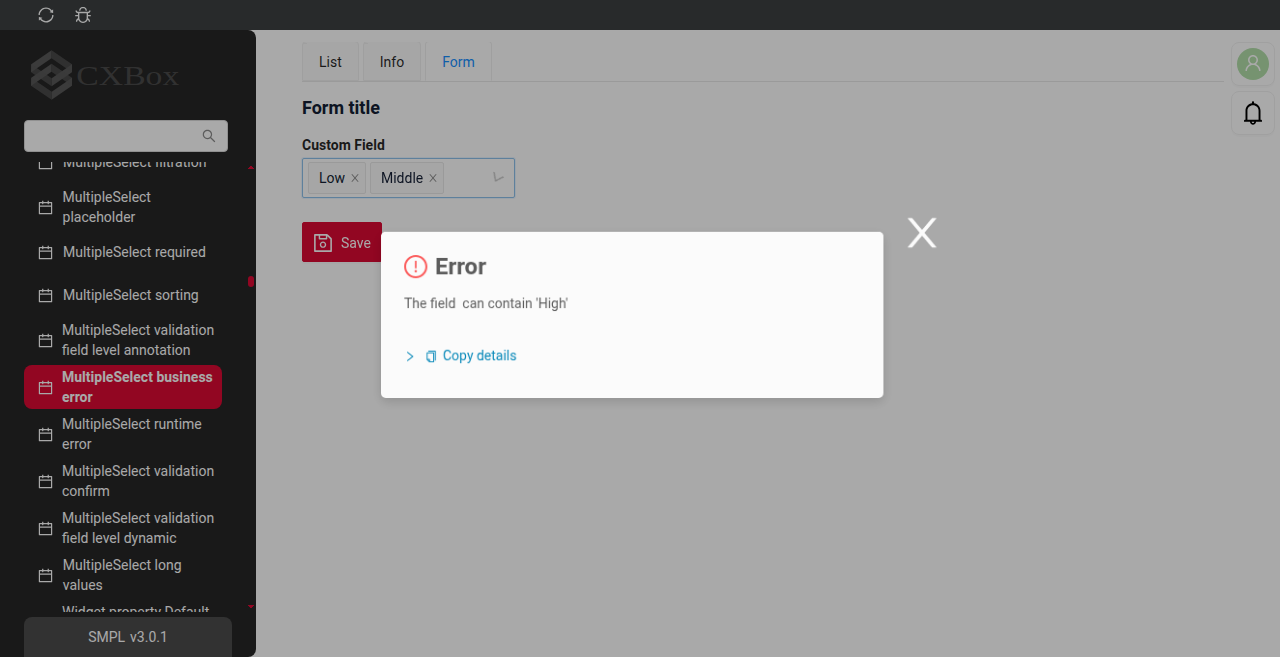 CXBox
MultipleSelect filtration
MultipleSelect
placeholder
MultipleSelect required
MultipleSelect sorting
MultipleSelect validation
field level annotation
MultipleSelect business
error
MultipleSelect runtime
error
MultipleSelect validation
confirm
MultipleSelect validation
field level dynamic
MultipleSelect long
values
Widget property Default
SMPL v3.0.1
List Info Form
Form title
Custom Field
Low Middle
Save
Error
The field  can contain 'High'
Copy details